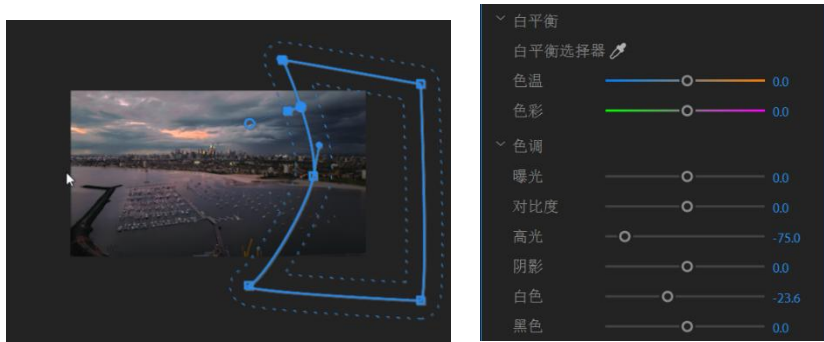 白平衡
白平衡选择器
色温 0.0
色彩 0.0
色调
曝光 0.0
对比度 0.0
高光 -75.0
阴影 0.0
白色 -23.6
黑色 0.0